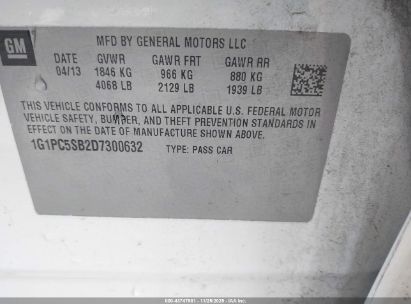 GM
MFD BY GENERAL MOTORS LLC
DATE GVWR GAWR FRT GAWR RR
04/13 1846 KG 966 KG 880 KG
4068 LB 2129 LB 1939 LB
THIS VEHICLE CONFORMS TO ALL APPLICABLE U.S. FEDERAL MOTOR
VEHICLE SAFETY, BUMPER, AND THEFT PREVENTION STANDARDS IN
EFFECT ON THE DATE OF MANUFACTURE SHOWN ABOVE.
1G1PC5SB2D7300632 TYPE: PASS CAR